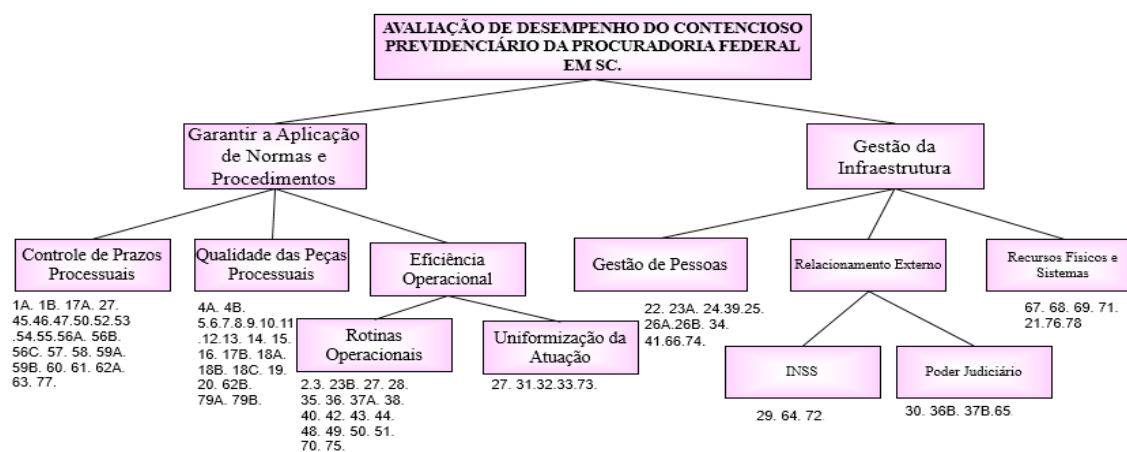 AVALIAÇÃO DE DESEMPENHO DO CONTENCIOSO
PREVIDENCIÁRIO DA PROCURADORIA FEDERAL
EM SC.
Garantir a Aplicação
de Normas e
Procedimentos
Gestão da
Infraestrutura
Controle de Prazos
Processuais
1A. 1B. 17A. 27.
45.46.47.50.52.53
.54.55.56A. 56B.
56C. 57. 58. 59A.
59B. 60. 61. 62A.
63. 77.
Qualidade das Peças
Processuais
4A. 4B.
5.6.7.8.9.10.11
.12.13. 14. 15.
16. 17B. 18A.
18B. 18C. 19.
20. 62B.
79A. 79B.
Eficiência
Operacional
Rotinas
Operacionais
2.3. 23B. 27. 28.
35. 36. 37A. 38.
40. 42. 43. 44.
48. 49. 50. 51.
70. 75.
Uniformização da
Atuação
27. 31.32.33.73.
Gestão de Pessoas
22. 23A. 24.39.25.
26A.26B. 34.
41.66.74.
Relacionamento Externo
INSS
29. 64. 72.
Poder Judiciário
30. 36B. 37B.65.
Recursos Físicos e
Sistemas
67. 68. 69. 71.
21.76.78